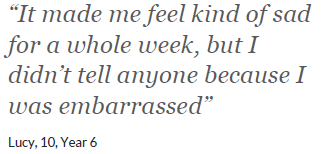 “It made me feel kind of sad
for a whole week, but I
didn’t tell anyone because I
was embarrassed”
Lucy, 10, Year 6